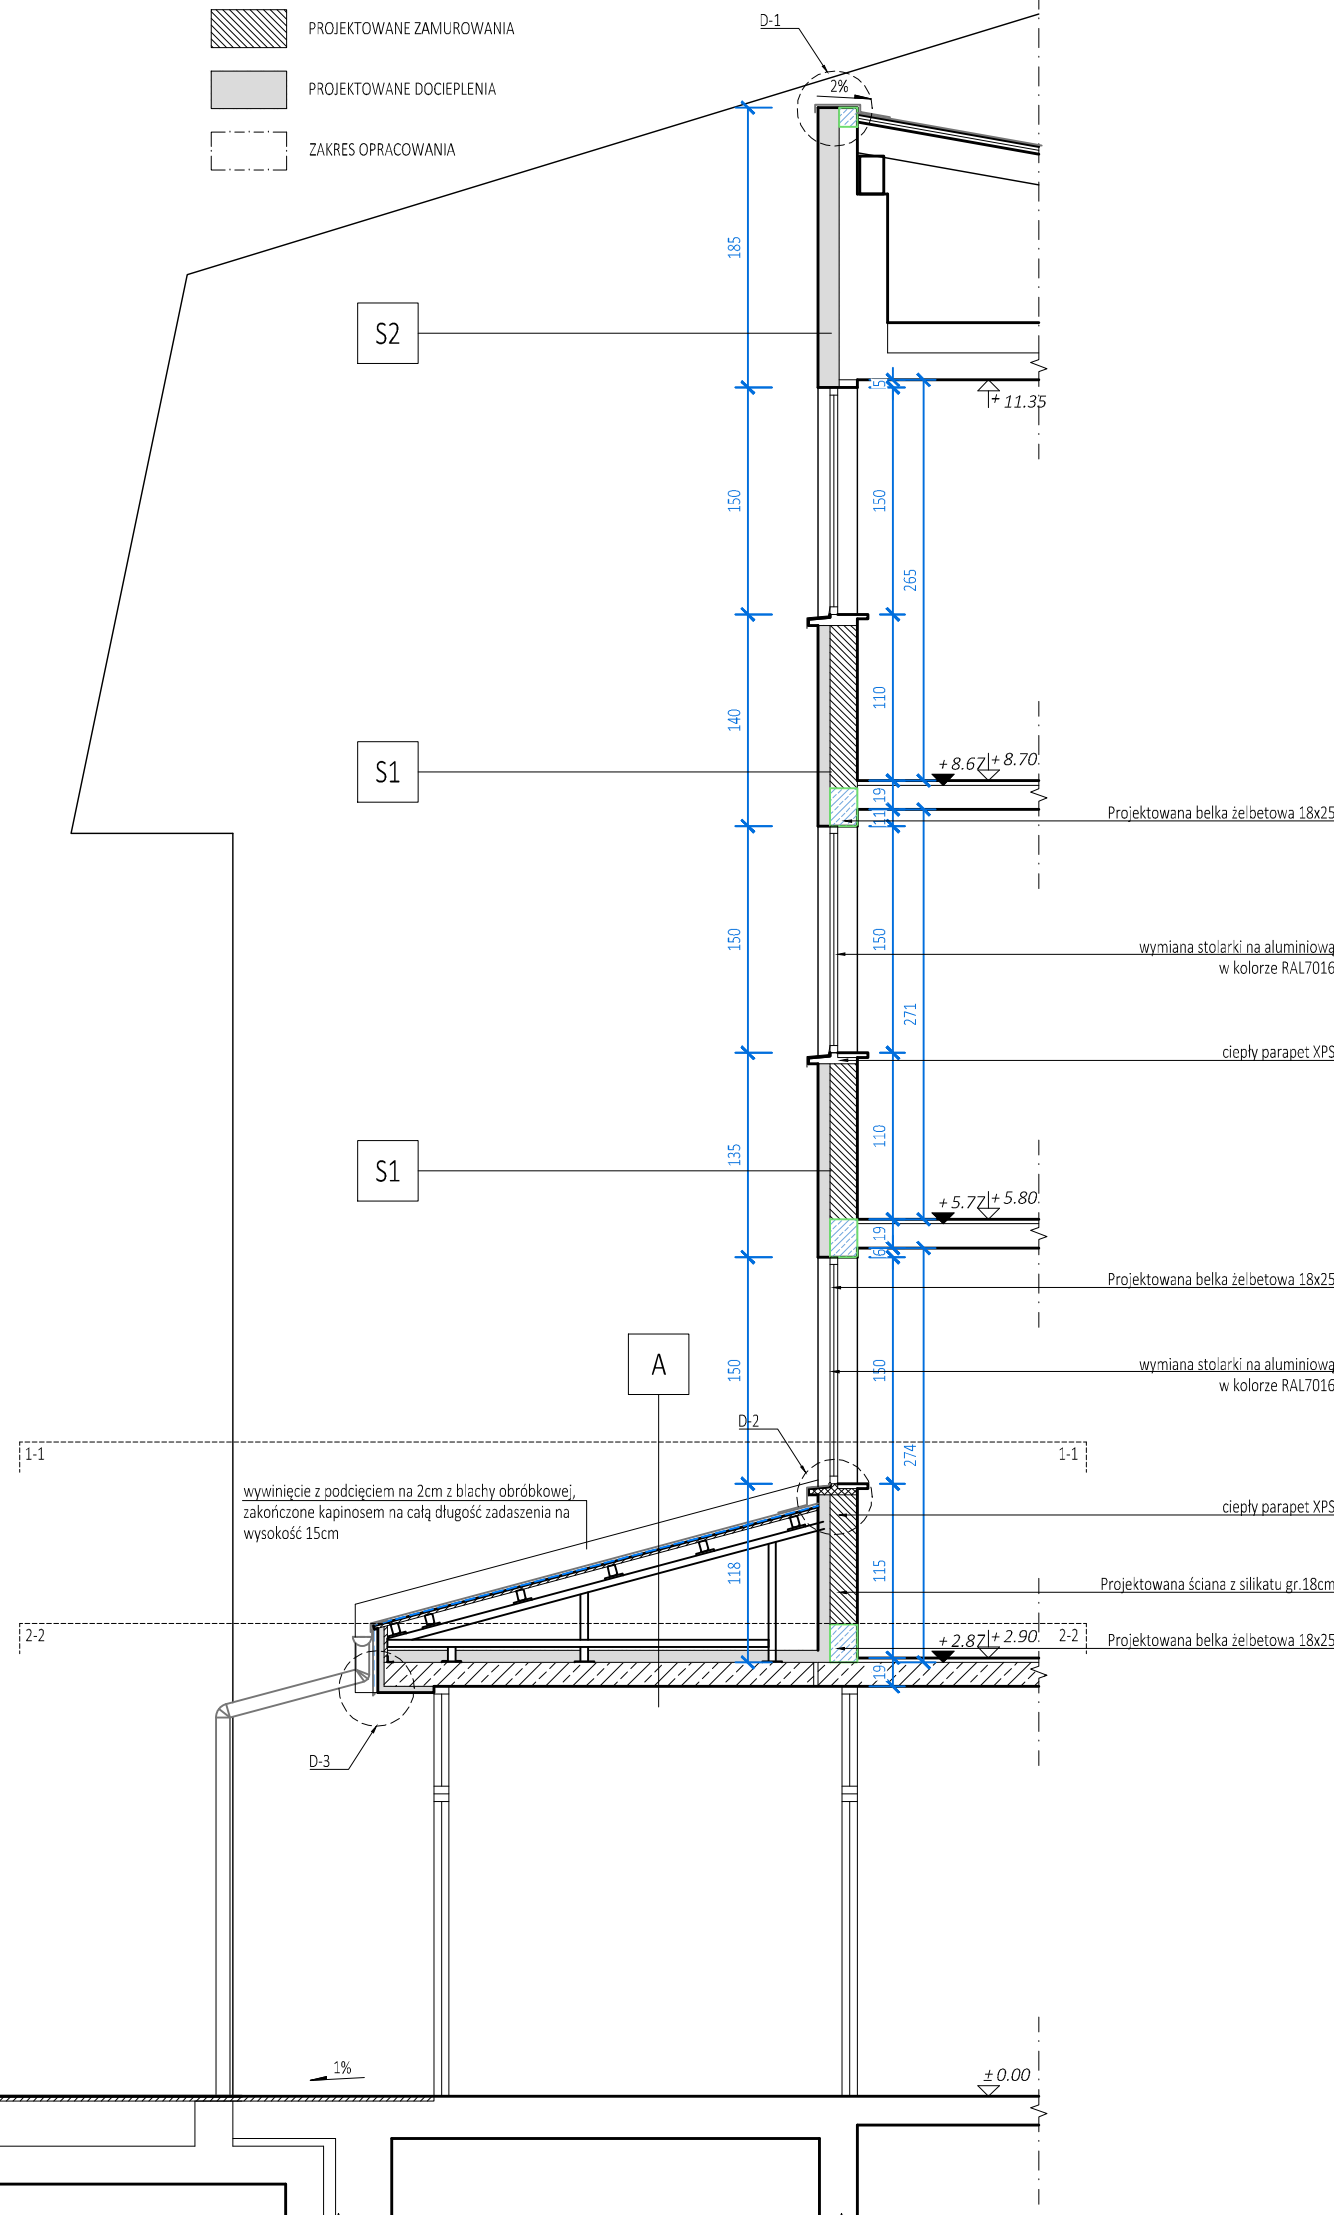 PROJEKTOWANE ZAMUROWANIA
PROJEKTOWANE DOCIEPLENIA
ZAKRES OPRACOWANIA
D-1
2%
185
S2
5
+ 11.35
150
150
265
140
110
S1
+ 8.67
+ 8.70
19
11
Projektowana belka żelbetowa 18x25
150
150
wymiana stolarki na aluminiową
w kolorze RAL7016
271
ciepły parapet XPS
135
110
S1
+ 5.77
+ 5.80
19
6
Projektowana belka żelbetowa 18x25
A
150
150
wymiana stolarki na aluminiową
w kolorze RAL7016
D-2
1-1
1-1
274
wywinięcie z podcięciem na 2cm z blachy obróbkowej,
zakończone kapinosem na całą długość zadaszenia na
wysokość 15cm
ciepły parapet XPS
118
115
Projektowana ściana z silikatu gr.18cm
2-2
+ 2.87
+ 2.90
2-2
Projektowana belka żelbetowa 18x25
19
D-3
1%
± 0.00